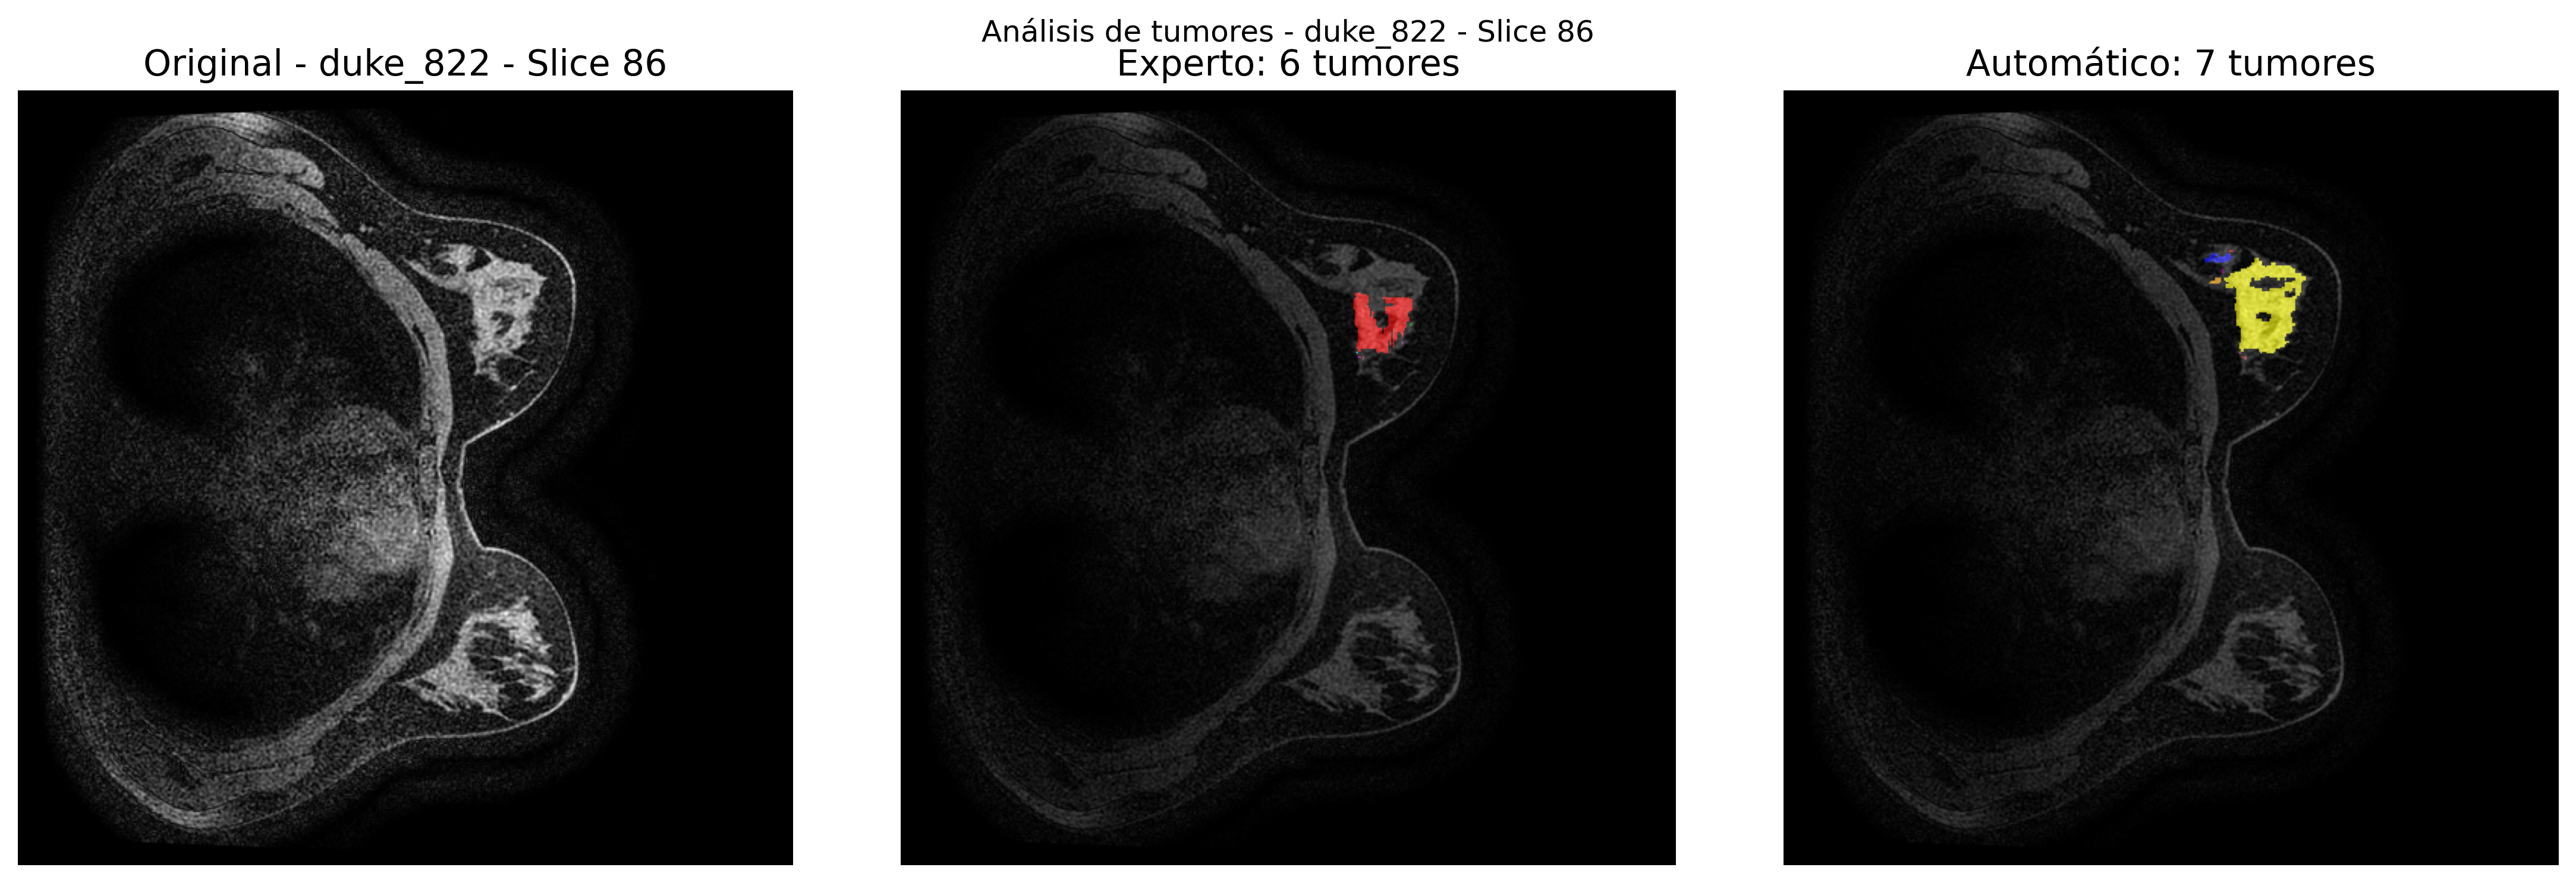 Análisis de tumores - duke_822 - Slice 86
Original - duke_822 - Slice 86
Experto: 6 tumores
Automático: 7 tumores